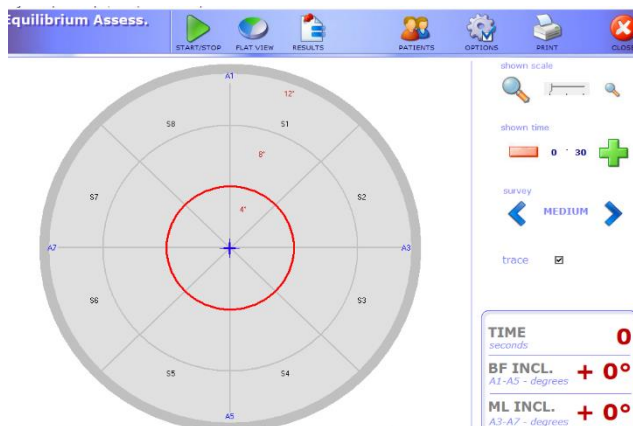 Equilibrium Assess.
START/STOP
FLAT VIEW
RESULTS
PATIENTS
OPTIONS
PRINT
CLOSE
shown scale
shown time
0 ' 30
survey
MEDIUM
trace
A1
12°
S8
S1
8°
S7
S2
4°
A7
A3
S6
S3
S5
S4
A5
TIME
seconds
0
BF INCL.
A1-A5 - degrees
+ 0°
ML INCL.
A3-A7 - degrees
+ 0°